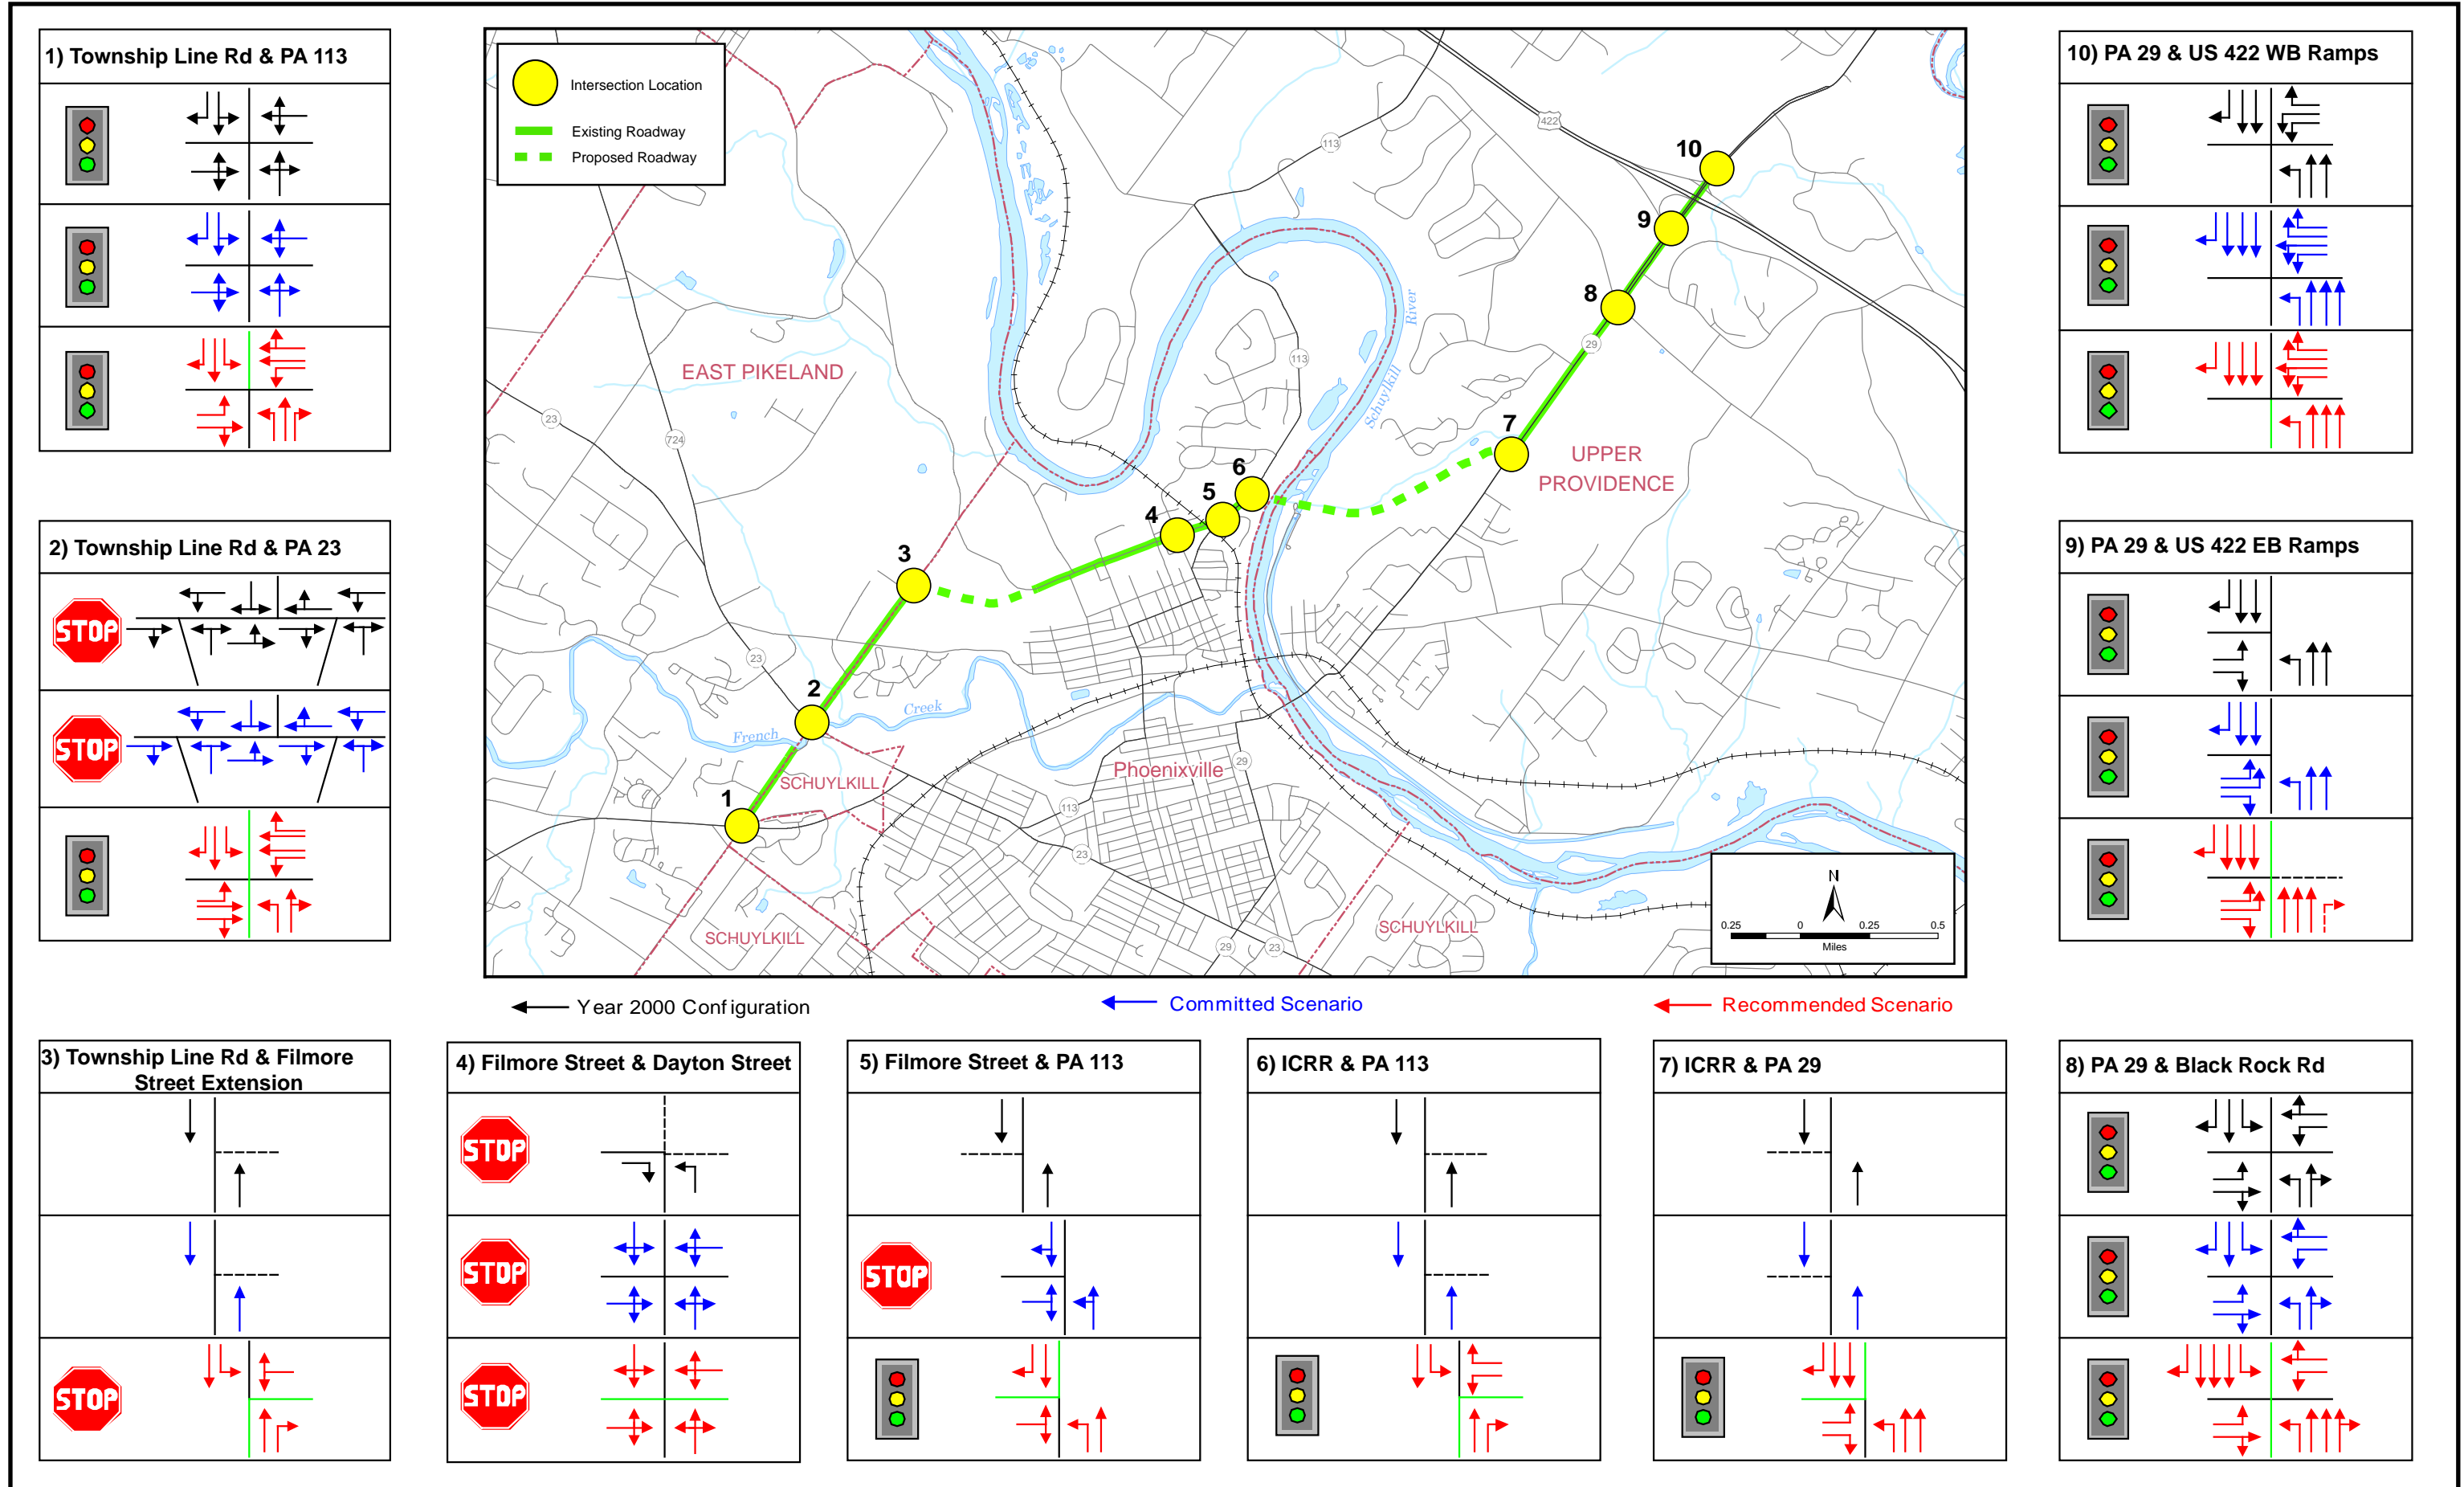 1) Township Line Rd & PA 113
2) Township Line Rd & PA 23
STOP
STOP
Intersection Location
Existing Roadway
Proposed Roadway
422
113
10
9
8
29
7
UPPER
PROVIDENCE
River
Schuylkill
113
EAST PIKELAND
23
724
6
5
4
3
23
2
French
Creek
SCHUYLKILL
1
Phoenixville
29
113
23
SCHUYLKILL
SCHUYLKILL
29
23
N
0.25
0
0.25
0.5
Miles
10) PA 29 & US 422 WB Ramps
9) PA 29 & US 422 EB Ramps
Year 2000 Configuration
Committed Scenario
Recommended Scenario
3) Township Line Rd & Filmore
Street Extension
STOP
4) Filmore Street & Dayton Street
STOP
STOP
STOP
5) Filmore Street & PA 113
STOP
6) ICRR & PA 113
7) ICRR & PA 29
8) PA 29 & Black Rock Rd